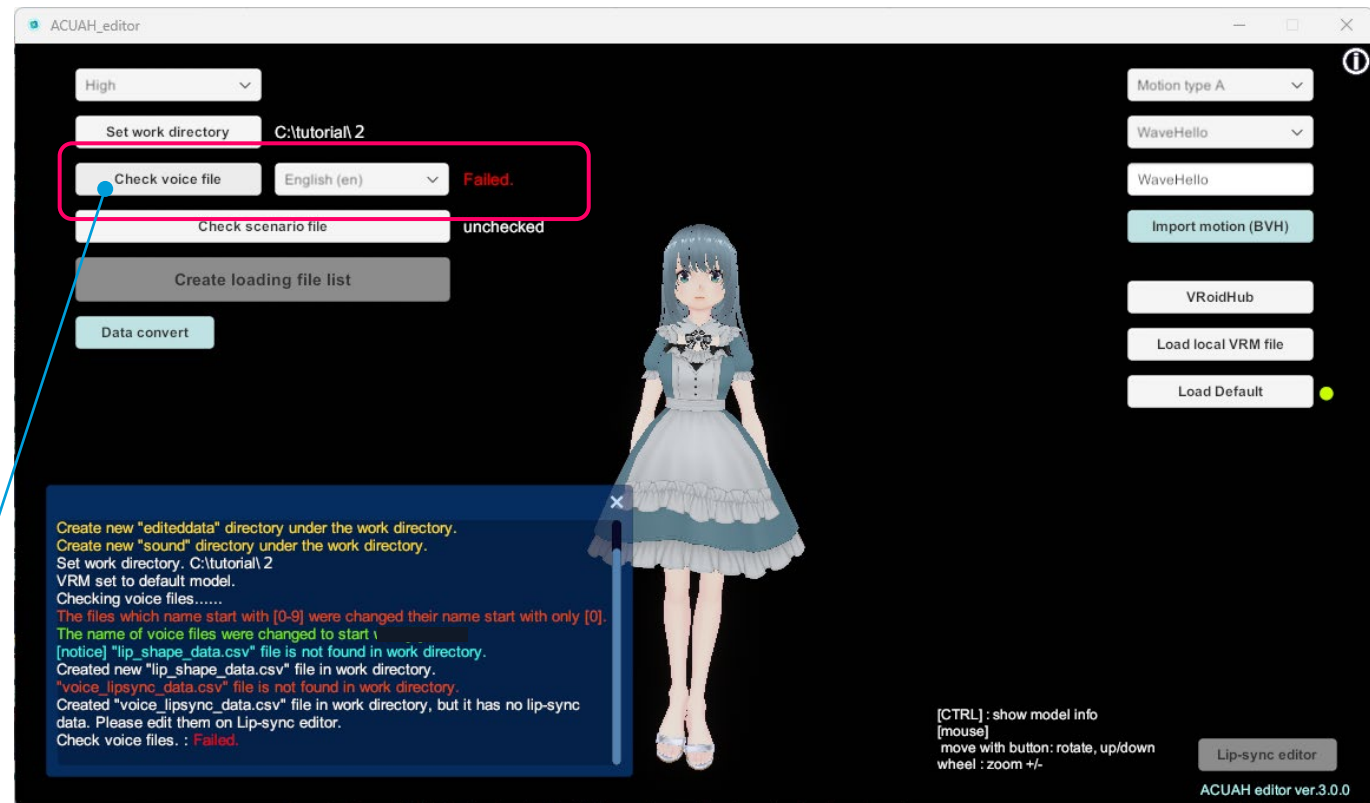 ACUAH_editor
High
Set work directory C:\tutorial\ 2
Check voice file English (en) Failed.
Check scenario file unchecked
Create loading file list
Data convert
Motion type A
WaveHello
WaveHello
Import motion (BVH)
VRoidHub
Load local VRM file
Load Default
Create new "editeddata" directory under the work directory.
Create new "sound" directory under the work directory.
Set work directory. C:\tutorial\ 2
VRM set to default model.
Checking voice files......
The files which name start with [0-9] were changed their name start with only [0].
The name of voice files were changed to start
[notice] "lip_shape_data.csv" file is not found in work directory.
Created new "lip_shape_data.csv" file in work directory.
"voice_lipsync_data.csv" file is not found in work directory.
Created "voice_lipsync_data.csv" file in work directory, but it has no lip-sync
data. Please edit them on Lip-sync editor.
Check voice files. : Failed.
[CTRL] : show model info
[mouse]
move with button: rotate, up/down
wheel : zoom +/-
Lip-sync editor
ACUAH editor ver.3.0.0